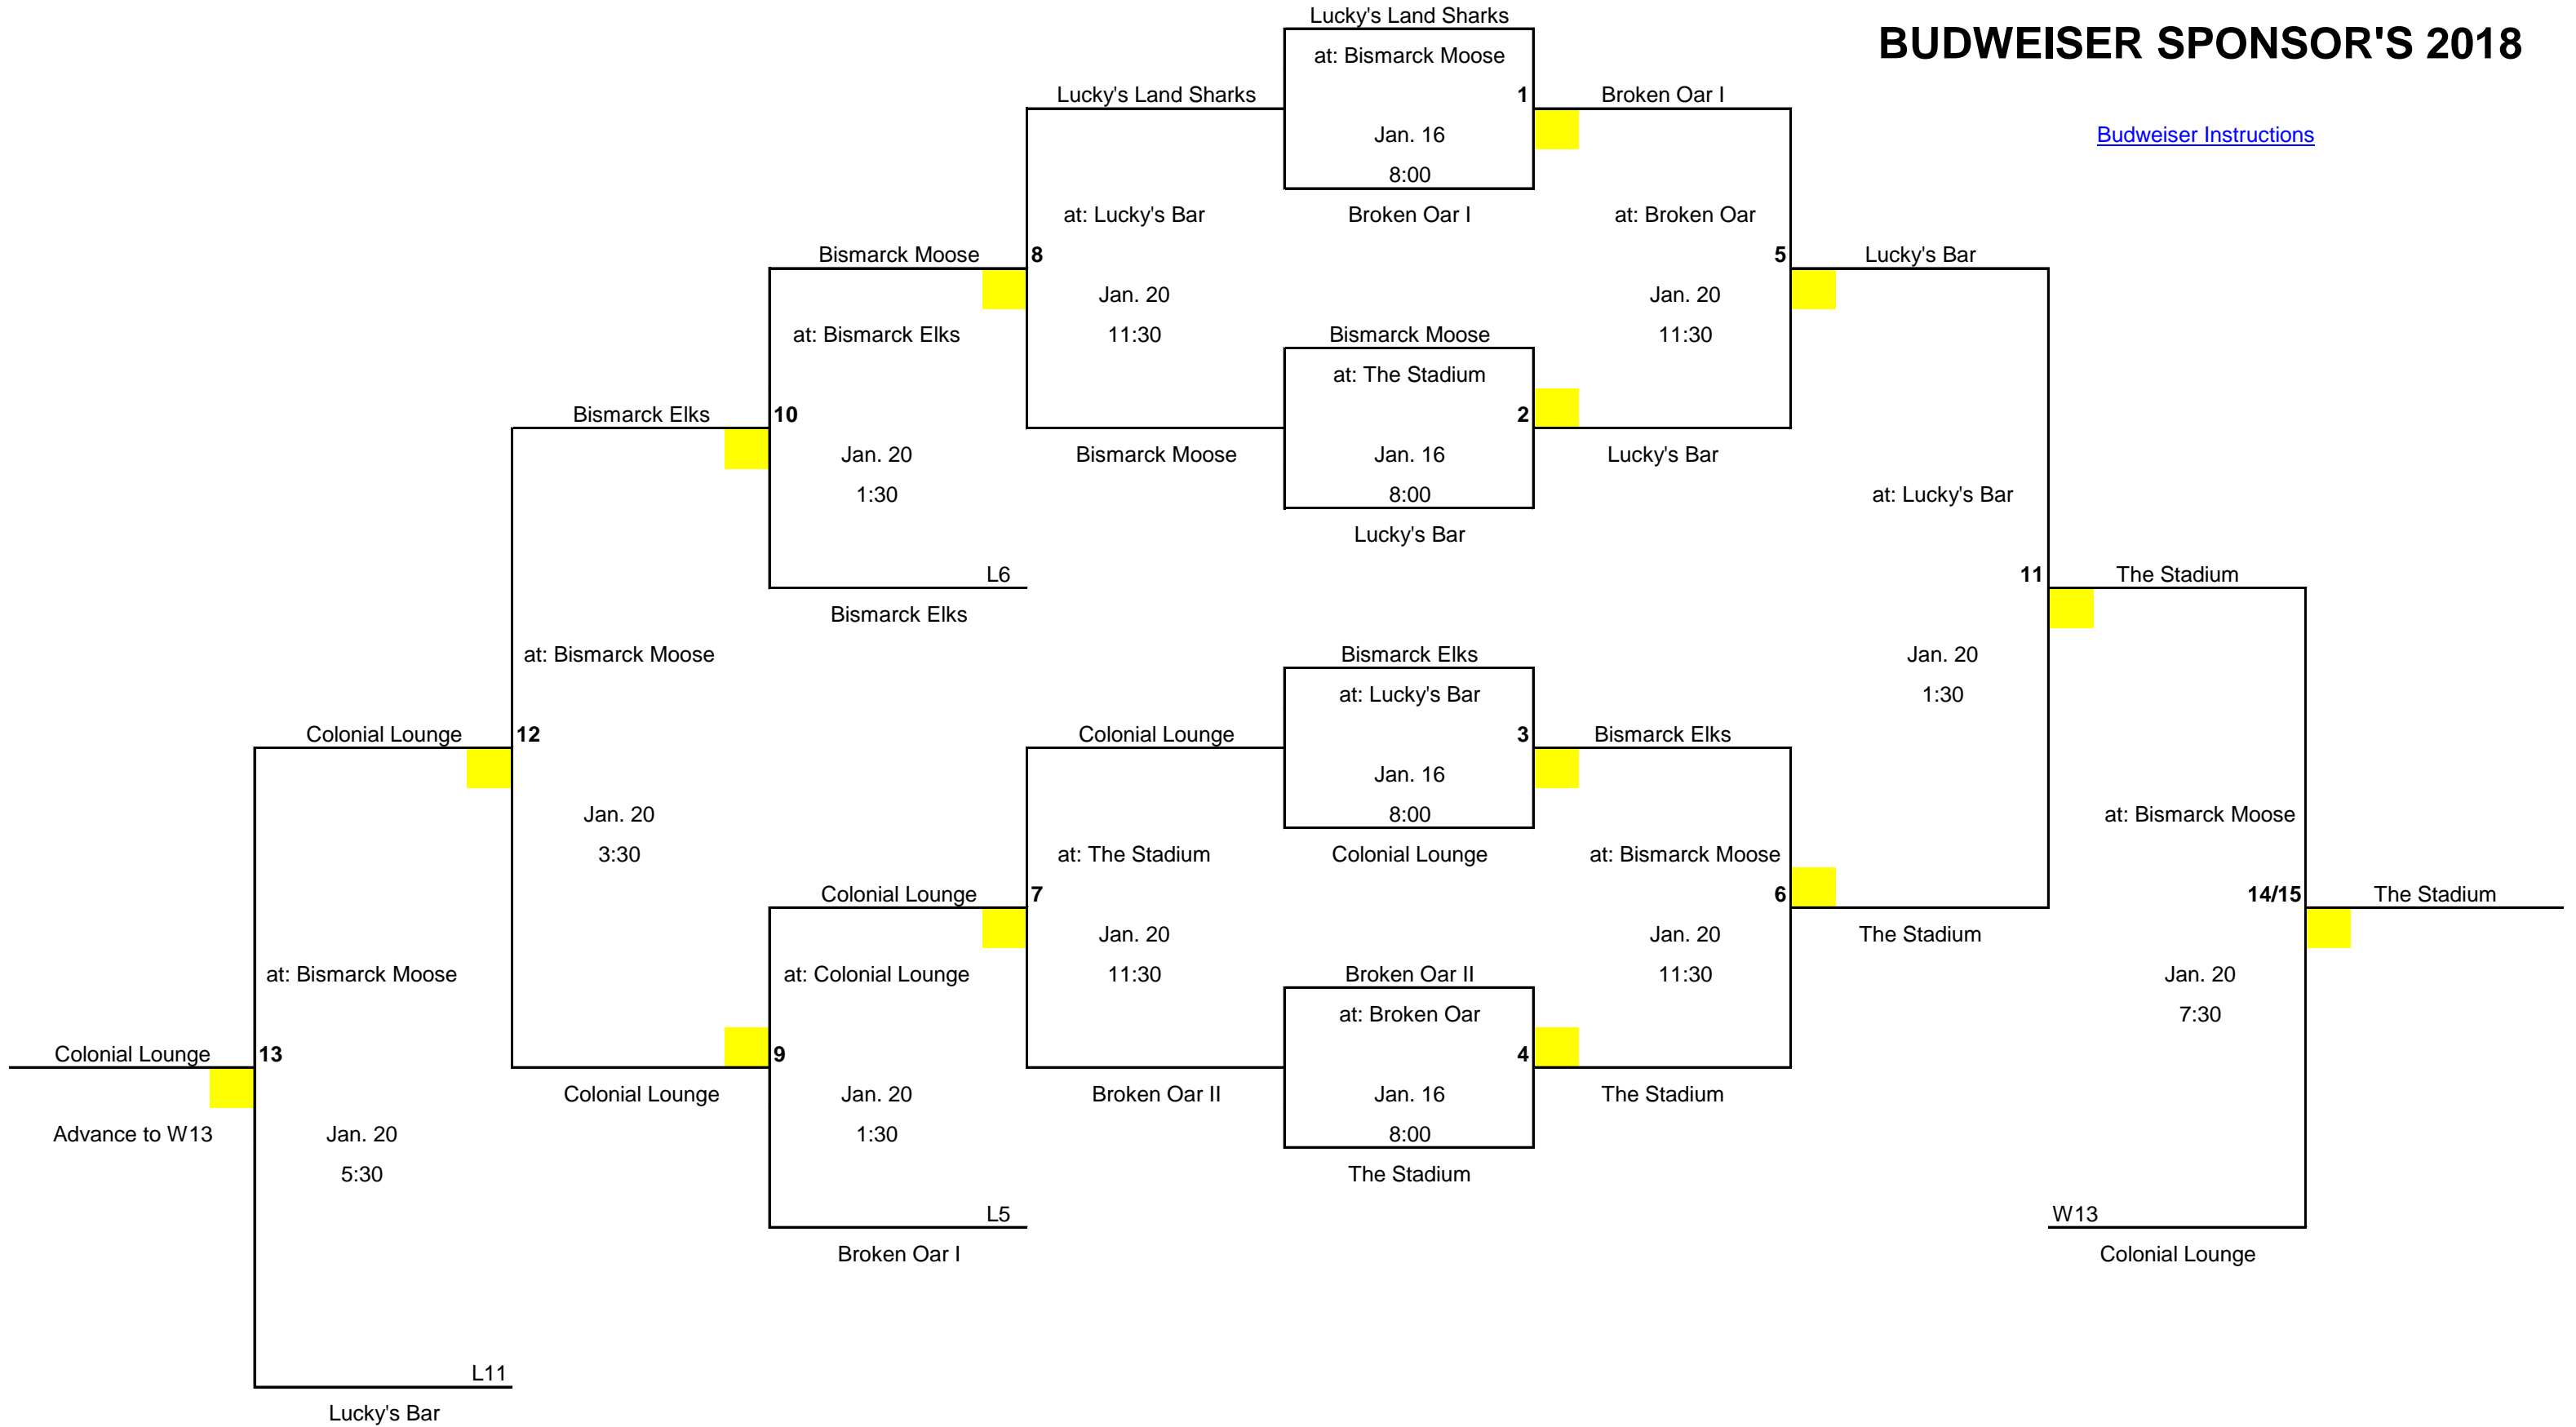 Lucky's Land Sharks
BUDWEISER SPONSOR'S 2018
at: Bismarck Moose
Lucky's Land Sharks
1
Broken Oar I
Jan. 16
Budweiser Instructions
8:00
at: Lucky's Bar
Broken Oar I
at: Broken Oar
Bismarck Moose
8
5
Lucky's Bar
Jan. 20
Jan. 20
at: Bismarck Elks
11:30
Bismarck Moose
11:30
at: The Stadium
Bismarck Elks
10
2
Jan. 20
Bismarck Moose
Jan. 16
Lucky's Bar
1:30
8:00
at: Lucky's Bar
Lucky's Bar
L6
11
The Stadium
Bismarck Elks
at: Bismarck Moose
Bismarck Elks
Jan. 20
at: Lucky's Bar
1:30
Colonial Lounge
12
Colonial Lounge
3
Bismarck Elks
Jan. 16
Jan. 20
8:00
at: Bismarck Moose
3:30
at: The Stadium
Colonial Lounge
at: Bismarck Moose
Colonial Lounge
7
6
14/15
The Stadium
Jan. 20
Jan. 20
The Stadium
at: Bismarck Moose
at: Colonial Lounge
11:30
Broken Oar II
11:30
Jan. 20
at: Broken Oar
7:30
Colonial Lounge
13
9
4
Colonial Lounge
Jan. 20
Broken Oar II
Jan. 16
The Stadium
Advance to W13
Jan. 20
1:30
8:00
5:30
The Stadium
L5
W13
Broken Oar I
Colonial Lounge
L11
Lucky's Bar